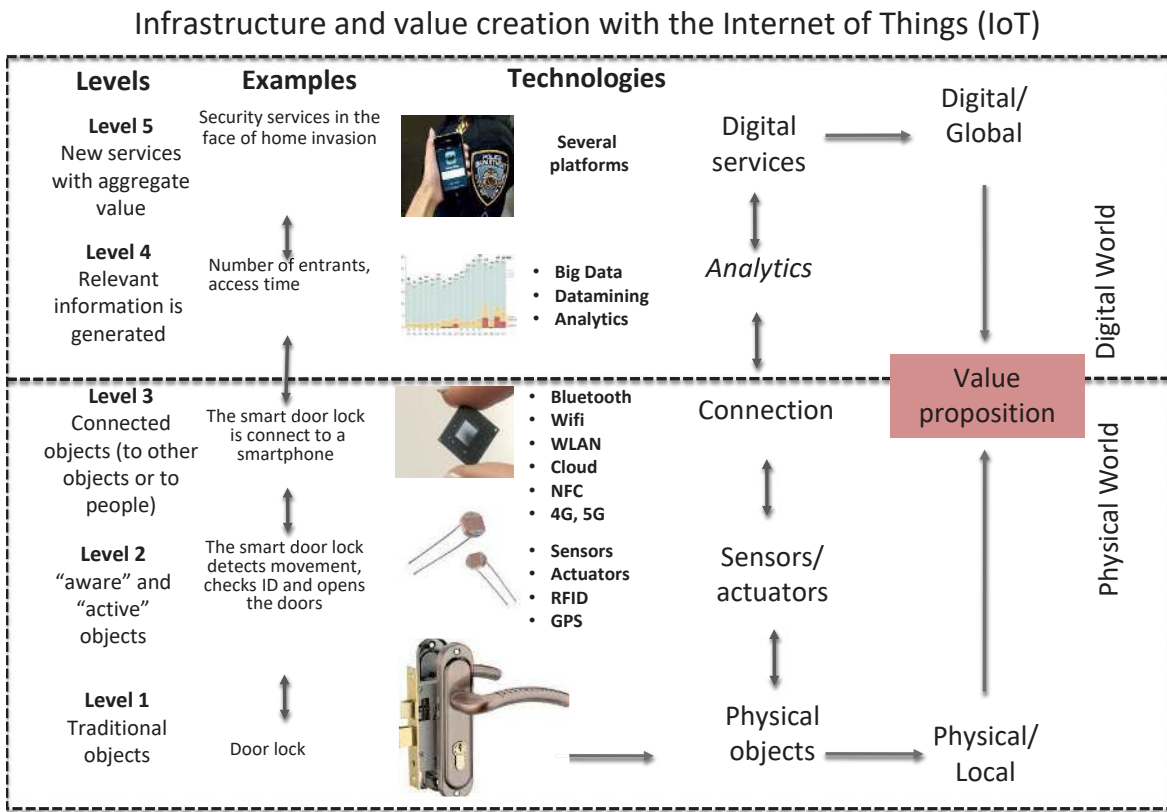 Infrastructure and value creation with the Internet of Things (IoT)
Levels
Examples
Technologies
Level 5
New services
with aggregate
value
Security services in the
face of home invasion
Several
platforms
Digital
services
Digital/
Global
Level 4
Relevant
information is
generated
Number of entrants,
access time
• Big Data
• Datamining
• Analytics
Analytics
Digital World
Level 3
Connected
objects (to other
objects or to
people)
The smart door lock
is connect to a
smartphone
• Bluetooth
• Wifi
• WLAN
• Cloud
• NFC
• 4G, 5G
Connection
Value
proposition
Physical World
Level 2
“aware” and
“active”
objects
The smart door lock
detects movement,
checks ID and opens
the doors
• Sensors
• Actuators
• RFID
• GPS
Sensors/
actuators
Level 1
Traditional
objects
Door lock
Physical
objects
Physical/
Local